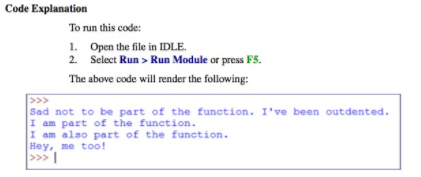 Code Explanation
To run this code:
1. Open the file in IDLE.
2. Select Run > Run Module or press F5.
The above code will render the following:
>>>
Sad not to be part of the function. I've been outdented.
I am part of the function.
I am also part of the function.
Hey, me too!
>>> |